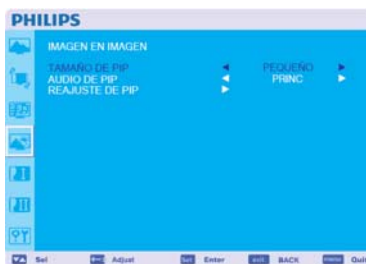 PHILIPS
IMAGEN EN IMAGEN
TAMAÑO DE PIP PEQUEÑO
AUDIO DE PIP PRINC
REAJUSTE DE PIP
Sel Adjust Set Enter exit BACK menu Quit